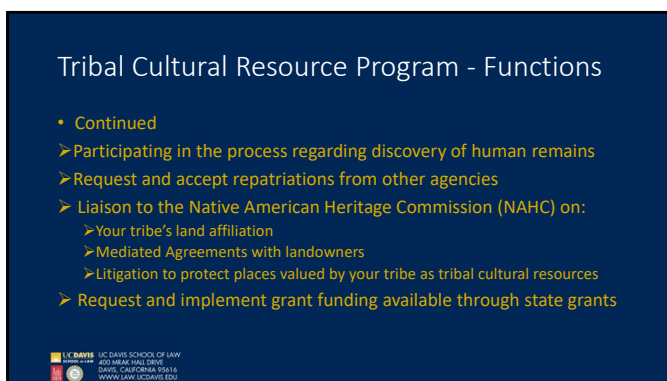 Tribal Cultural Resource Program - Functions
• Continued
➢Participating in the process regarding discovery of human remains
➢Request and accept repatriations from other agencies
➢ Liaison to the Native American Heritage Commission (NAHC) on:
➢Your tribe's land affiliation
➢Mediated Agreements with landowners
➢Litigation to protect places valued by your tribe as tribal cultural resources
➢ Request and implement grant funding available through state grants
UCDAVIS
SCHOOL OF LAW
UC DAVIS SCHOOL OF LAW
400 MRAK HALL DRIVE
DAVIS, CALIFORNIA 95616
WWW.LAW.UCDAVIS.EDU